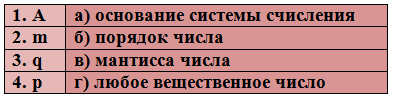 1. A а) основание системы счисления
2. m б) порядок числа
3. q в) мантисса числа
4. p г) любое вещественное число